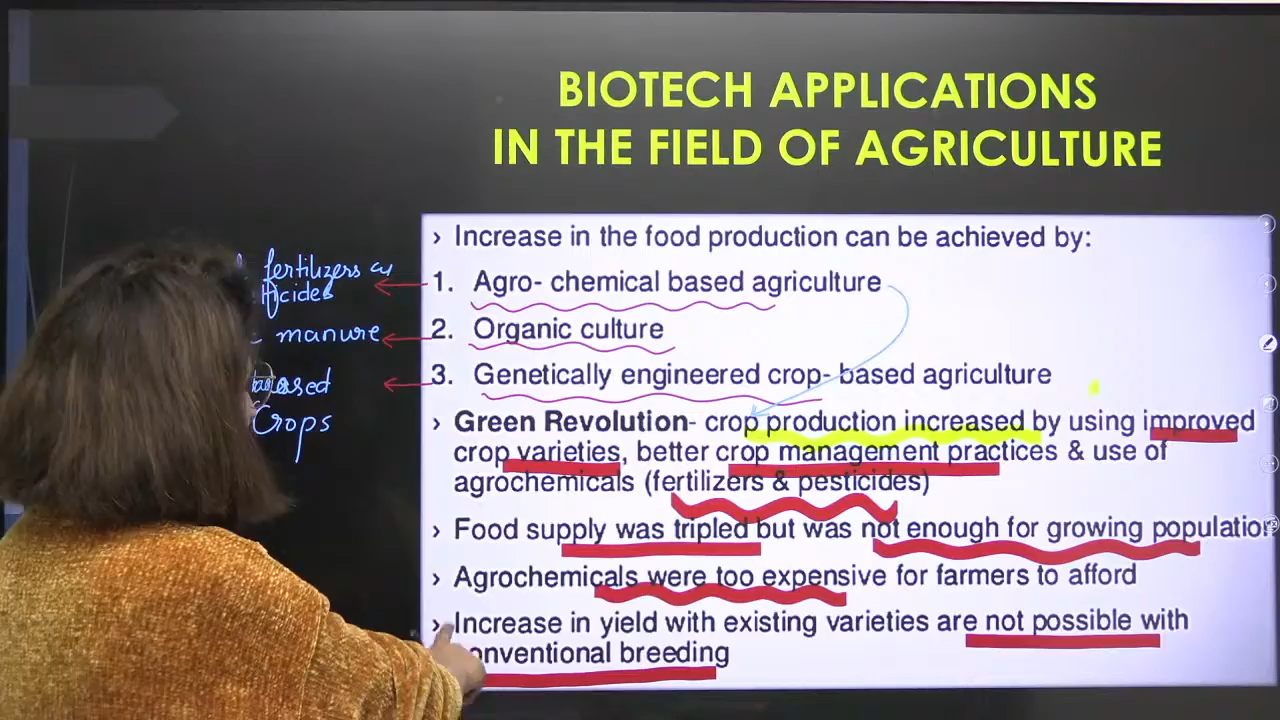 BIOTECH APPLICATIONS
IN THE FIELD OF AGRICULTURE
› Increase in the food production can be achieved by:
fertilizers
1. Agro- chemical based agriculture
manure
2. Organic culture
3. Genetically engineered crop- based agriculture
Crops
› Green Revolution- crop production increased by using improved
crop varieties, better crop management practices & use of
agrochemicals (fertilizers & pesticides)
› Food supply was tripled but was not enough for growing population
› Agrochemicals were too expensive for farmers to afford
› Increase in yield with existing varieties are not possible with
onventional breeding